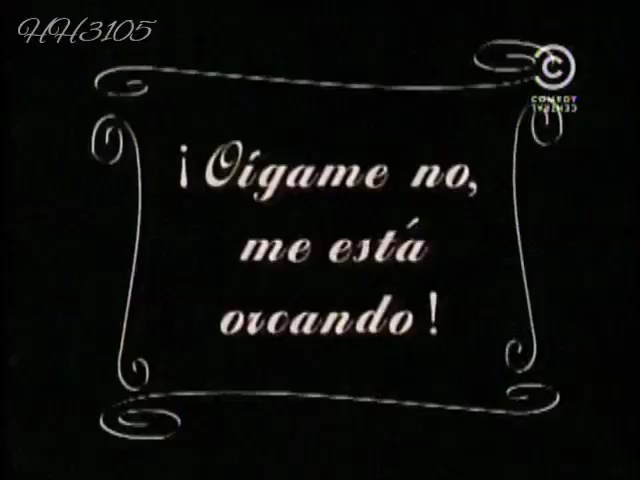 HH3105
COMEDY
CENTRAL
¡Oígame no,
me está
orcando!